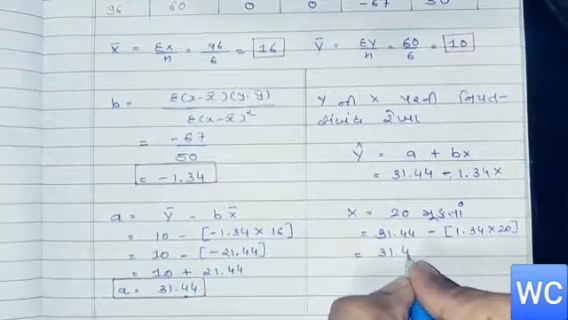 96 60 0 0 -67 50
x̄ = Σx/n = 96/6 = 16 ȳ = Σy/n = 60/6 = 10
b = Σ(x-x̄)(y-ȳ) / Σ(x-x̄)²
= -67/50
= -1.34
a = ȳ - bx̄
= 10 - [-1.34 × 16]
= 10 - [-21.44]
= 10 + 21.44
a = 31.44
y ની x પરની નિયત-
સંબંધ રેખા
ŷ = a + bx
= 31.44 - 1.34x
x = 20 મૂકતાં
= 31.44 - [1.34×20]
= 31.4
WC